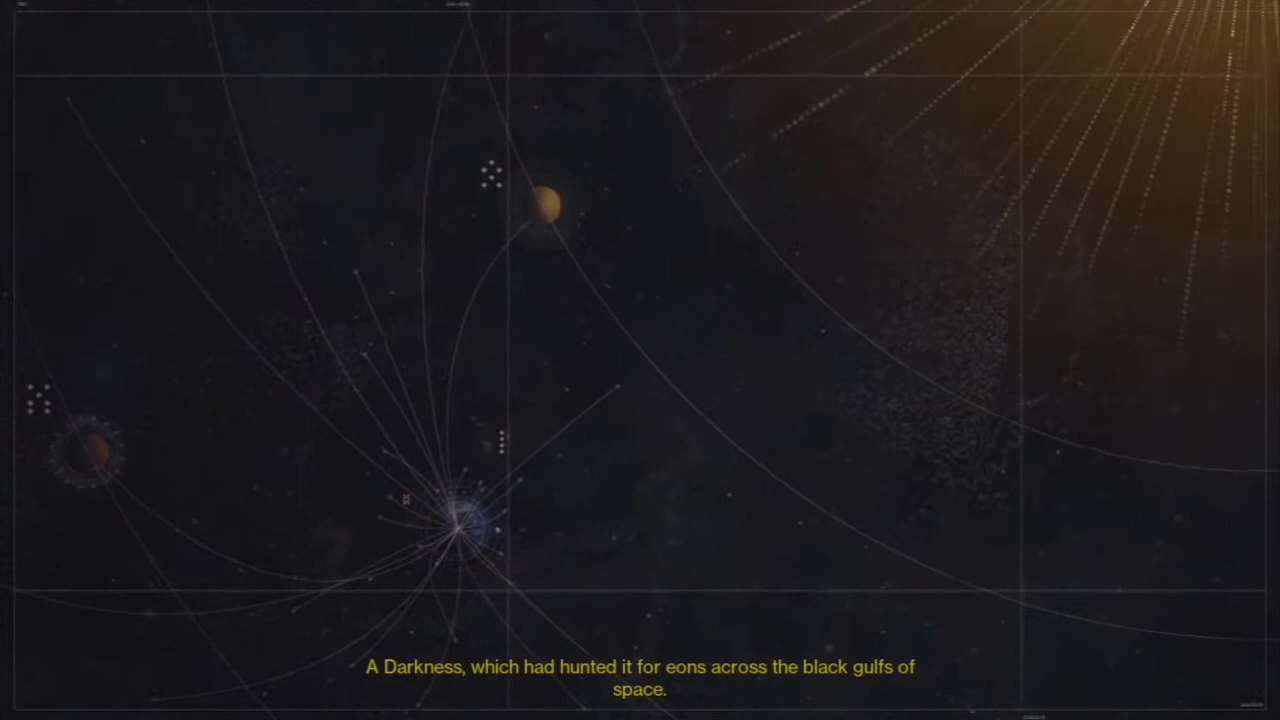 A Darkness, which had hunted it for eons across the black gulfs of
space.